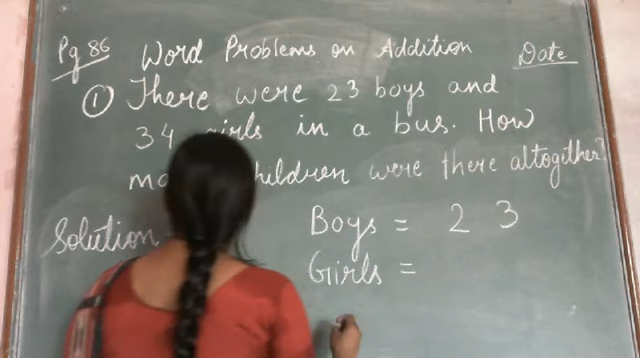 Pg 86 Word Problems on Addition Date
① There were 23 boys and
34 girls in a bus. How
children were there altogether?
Solution Boys = 2 3
Girls =